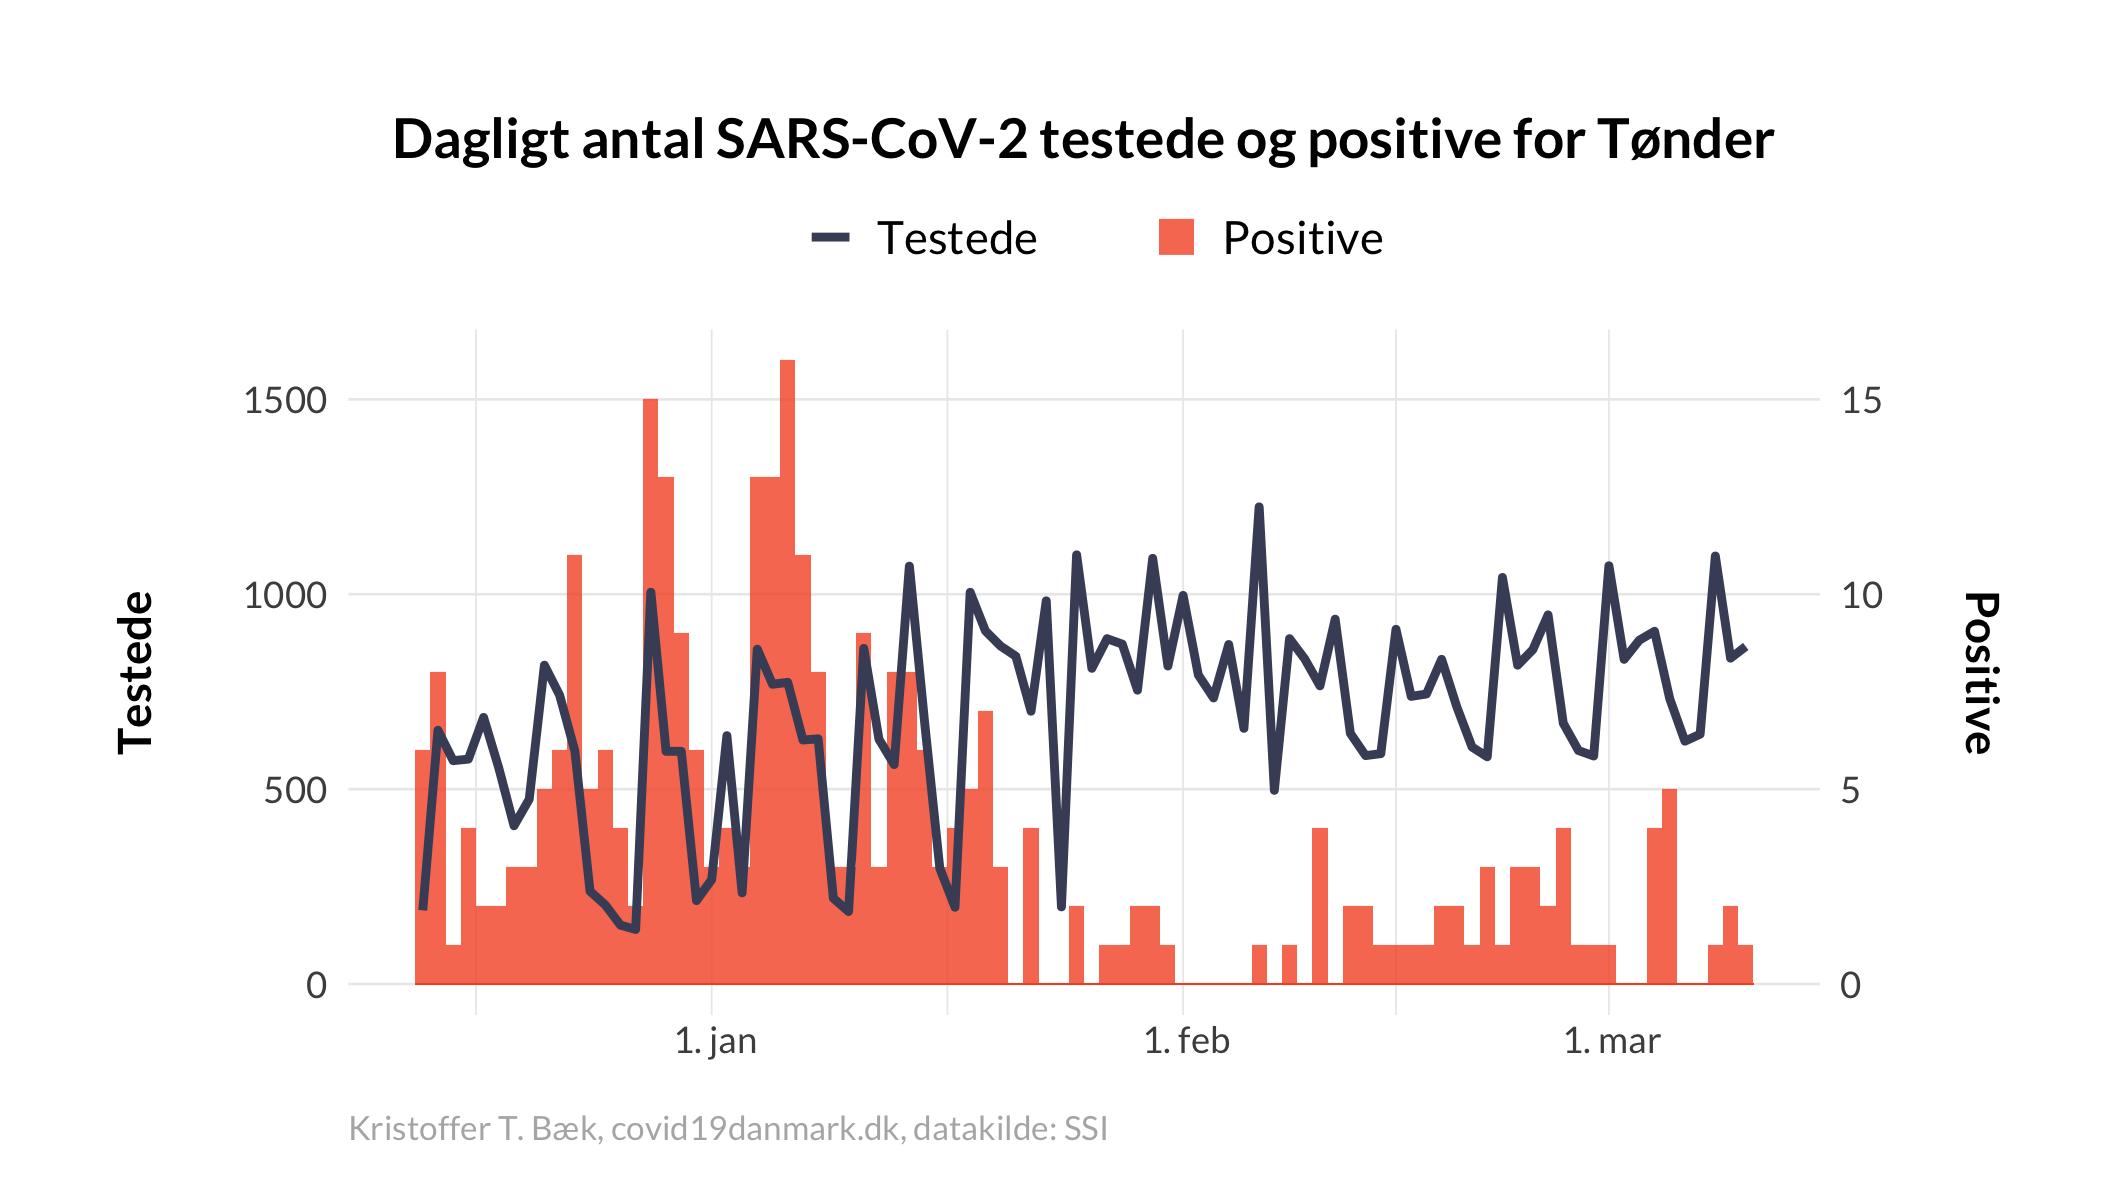 Dagligt antal SARS-CoV-2 testede og positive for Tønder
Testede Positive
1500 15
1000 10
500 5
0 0
Testede
Positive
1. jan 1. feb 1. mar
Kristoffer T. Bæk, covid19danmark.dk, datakilde: SSI